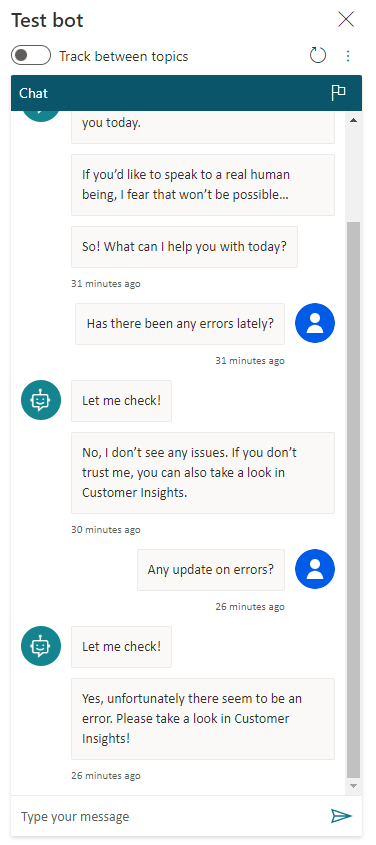 Test bot
Track between topics
Chat
you today.
If you’d like to speak to a real human
being, I fear that won’t be possible...
So! What can I help you with today?
31 minutes ago
Has there been any errors lately?
31 minutes ago
Let me check!
No, I don’t see any issues. If you don’t
trust me, you can also take a look in
Customer Insights.
30 minutes ago
Any update on errors?
26 minutes ago
Let me check!
Yes, unfortunately there seem to be an
error. Please take a look in Customer
Insights!
26 minutes ago
Type your message